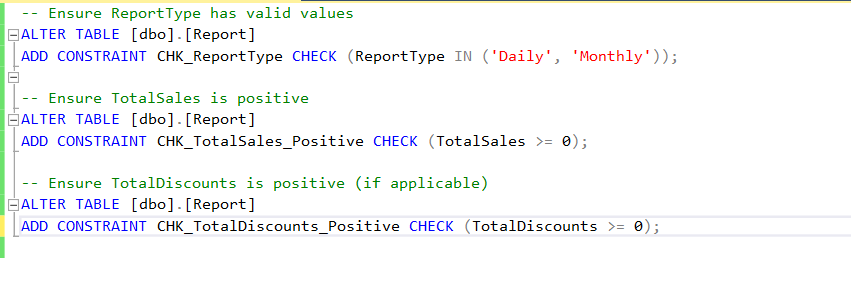 -- Ensure ReportType has valid values
ALTER TABLE [dbo].[Report]
ADD CONSTRAINT CHK_ReportType CHECK (ReportType IN ('Daily', 'Monthly'));
-- Ensure TotalSales is positive
ALTER TABLE [dbo].[Report]
ADD CONSTRAINT CHK_TotalSales_Positive CHECK (TotalSales >= 0);
-- Ensure TotalDiscounts is positive (if applicable)
ALTER TABLE [dbo].[Report]
ADD CONSTRAINT CHK_TotalDiscounts_Positive CHECK (TotalDiscounts >= 0);